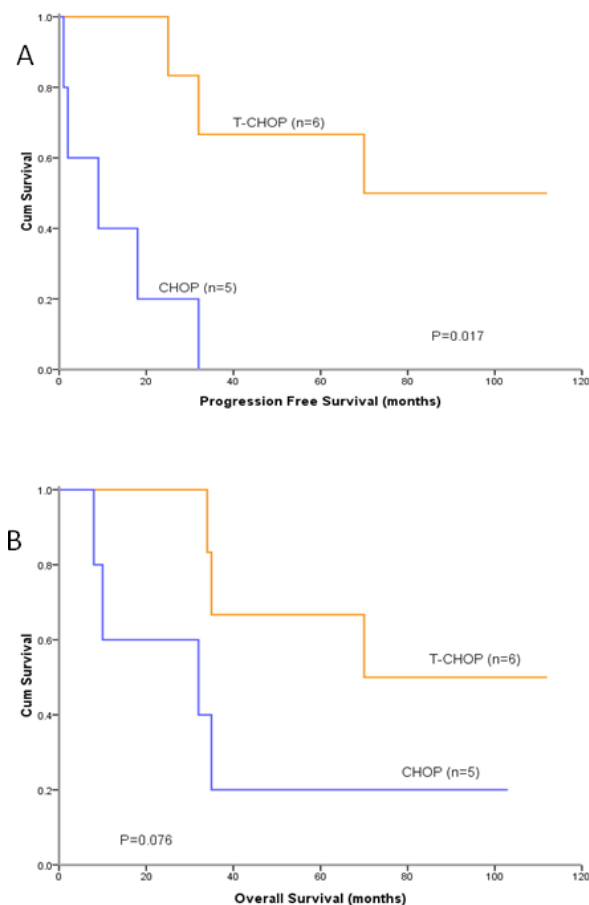 A
1.0
0.8
0.6
0.4
0.2
0.0
Cum Survival
T-CHOP (n=6)
CHOP (n=5)
P=0.017
0 20 40 60 80 100 120
Progression Free Survival (months)
B
1.0
0.8
0.6
0.4
0.2
0.0
Cum Survival
T-CHOP (n=6)
CHOP (n=5)
P=0.076
0 20 40 60 80 100 120
Overall Survival (months)